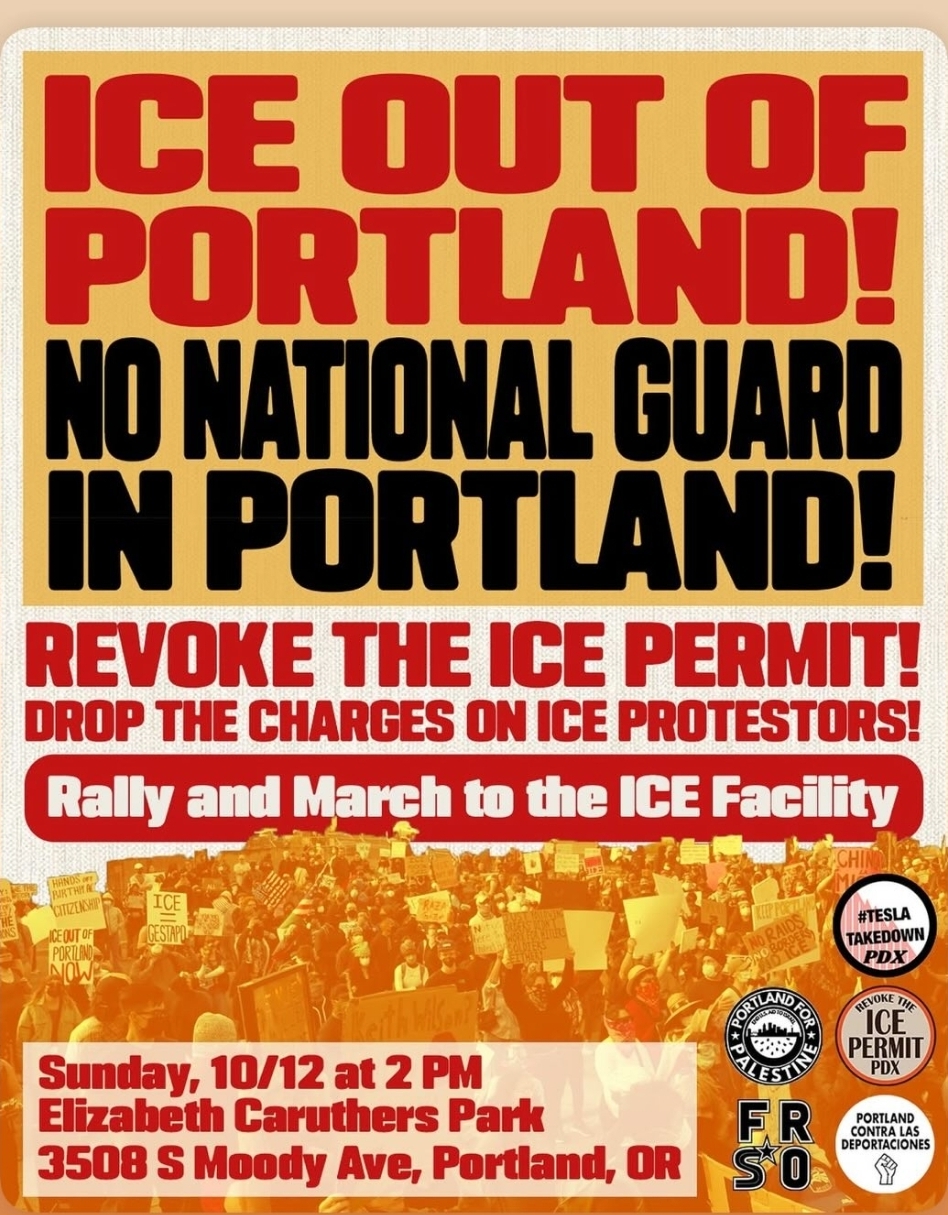 ICE OUT OF
PORTLAND!
NO NATIONAL GUARD
IN PORTLAND!
REVOKE THE ICE PERMIT!
DROP THE CHARGES ON ICE PROTESTORS!
Rally and March to the ICE Facility
HANDS OFF
BIRTHRIGHT
CITIZENSHIP
ICE OUT OF
PORTLAND
NOW
ICE
=
GESTAPO
#TESLA
TAKEDOWN
PDX
PORTLAND FOR
PALESTINE
REVOKE THE
ICE
PERMIT
PDX
FR
SO
PORTLAND
CONTRA LAS
DEPORTACIONES
Sunday, 10/12 at 2 PM
Elizabeth Caruthers Park
3508 S Moody Ave, Portland, OR